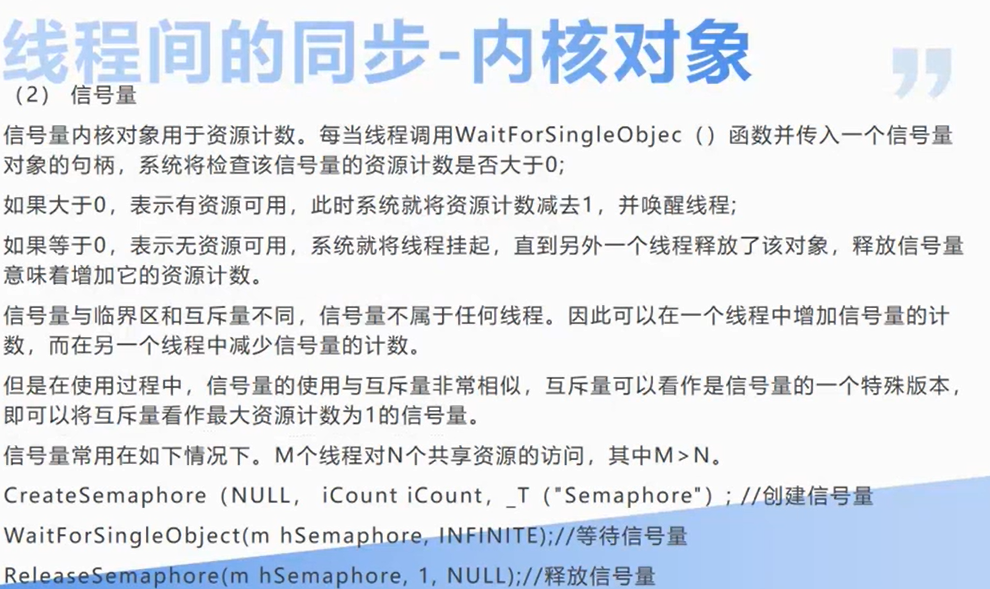 线程间的同步-内核对象
（2） 信号量
信号量内核对象用于资源计数。每当线程调用WaitForSingleObjec（）函数并传入一个信号量
对象的句柄，系统将检查该信号量的资源计数是否大于0;
如果大于0，表示有资源可用，此时系统就将资源计数减去1，并唤醒线程;
如果等于0，表示无资源可用，系统就将线程挂起，直到另外一个线程释放了该对象，释放信号量
意味着增加它的资源计数。
信号量与临界区和互斥量不同，信号量不属于任何线程。因此可以在一个线程中增加信号量的计
数，而在另一个线程中减少信号量的计数。
但是在使用过程中，信号量的使用与互斥量非常相似，互斥量可以看作是信号量的一个特殊版本，
即可以将互斥量看作最大资源计数为1的信号量。
信号量常用在如下情况下。M个线程对N个共享资源的访问，其中M>N。
CreateSemaphore（NULL， iCount iCount，_T（"Semaphore"）; //创建信号量
WaitForSingleObject(m hSemaphore, INFINITE);//等待信号量
ReleaseSemaphore(m hSemaphore, 1, NULL);//释放信号量